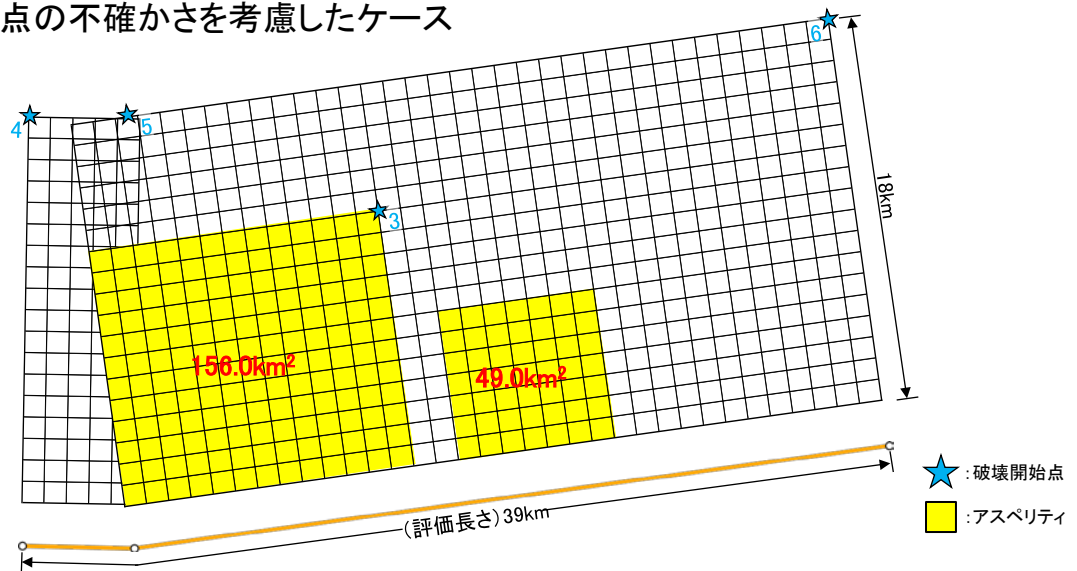 点の不確かさを考慮したケース
6
4
5
3
18km
156.0km²
49.0km²
(評価長さ)39km
:破壊開始点
:アスペリティ